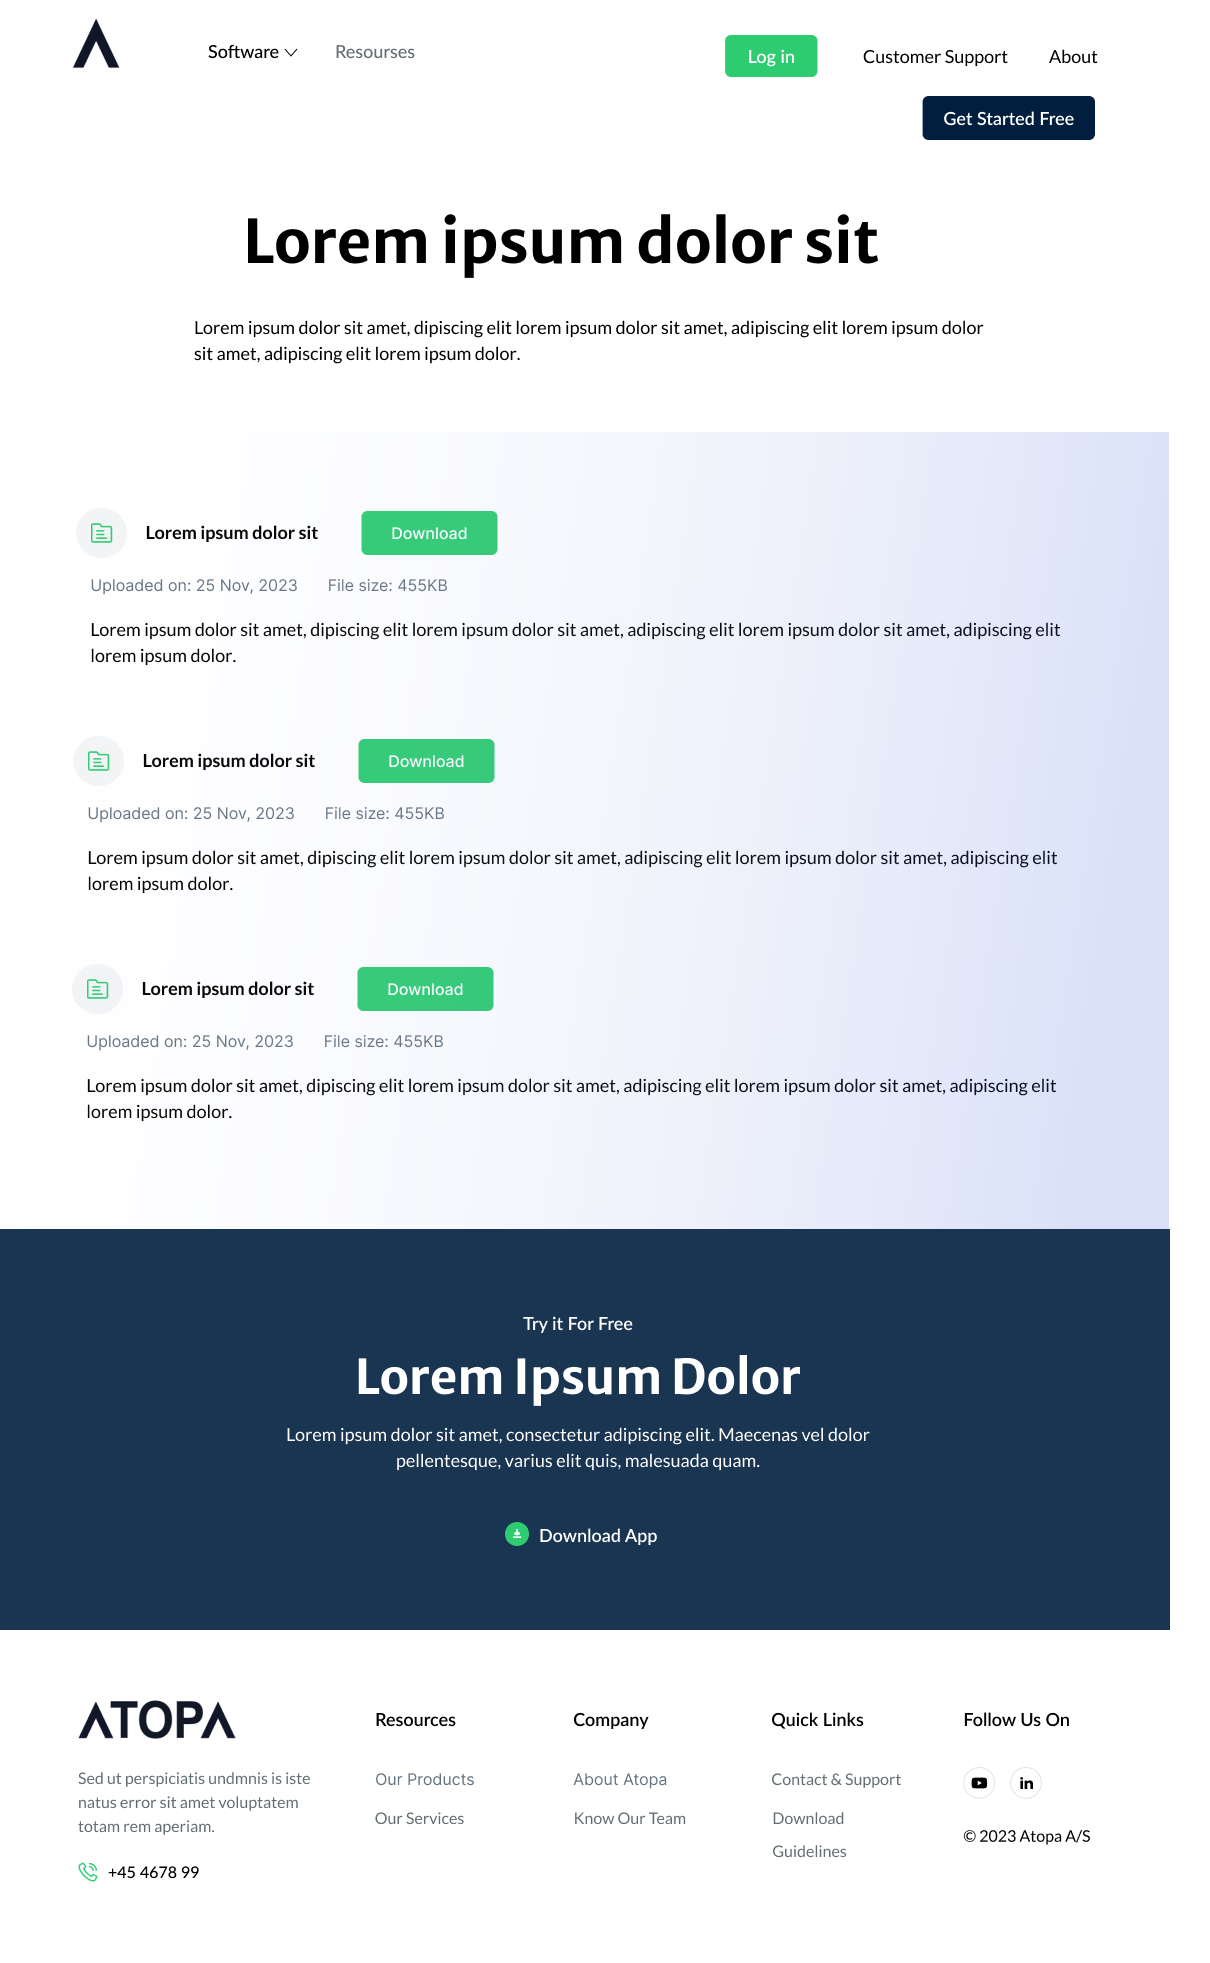 Software
Resourses
Log in
Customer Support
About
Get Started Free
Lorem ipsum dolor sit
Lorem ipsum dolor sit amet, dipiscing elit lorem ipsum dolor sit amet, adipiscing elit lorem ipsum dolor
sit amet, adipiscing elit lorem ipsum dolor.
Lorem ipsum dolor sit
Download
Uploaded on: 25 Nov, 2023
File size: 455KB
Lorem ipsum dolor sit amet, dipiscing elit lorem ipsum dolor sit amet, adipiscing elit lorem ipsum dolor sit amet, adipiscing elit
lorem ipsum dolor.
Lorem ipsum dolor sit
Download
Uploaded on: 25 Nov, 2023
File size: 455KB
Lorem ipsum dolor sit amet, dipiscing elit lorem ipsum dolor sit amet, adipiscing elit lorem ipsum dolor sit amet, adipiscing elit
lorem ipsum dolor.
Lorem ipsum dolor sit
Download
Uploaded on: 25 Nov, 2023
File size: 455KB
Lorem ipsum dolor sit amet, dipiscing elit lorem ipsum dolor sit amet, adipiscing elit lorem ipsum dolor sit amet, adipiscing elit
lorem ipsum dolor.
Try it For Free
Lorem Ipsum Dolor
Lorem ipsum dolor sit amet, consectetur adipiscing elit. Maecenas vel dolor
pellentesque, varius elit quis, malesuada quam.
Download App
ATOPA
Sed ut perspiciatis undmnis is iste
natus error sit amet voluptatem
totam rem aperiam.
+45 4678 99
Resources
Our Products
Our Services
Company
About Atopa
Know Our Team
Quick Links
Contact & Support
Download
Guidelines
Follow Us On
in
© 2023 Atopa A/S